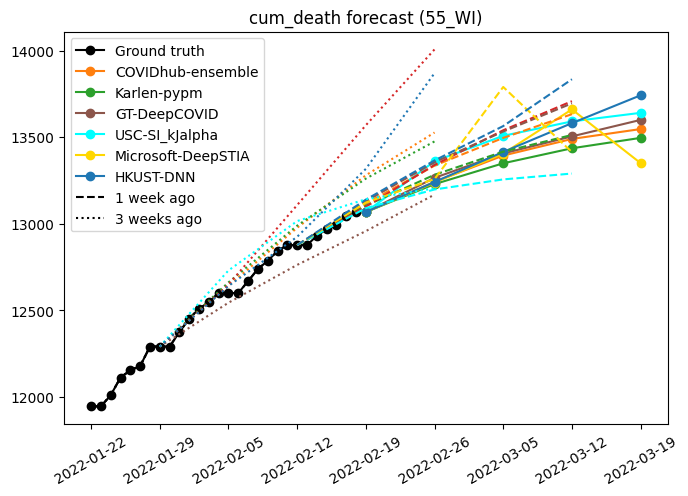 cum_death forecast (55_WI)
14000
13500
13000
12500
12000
Ground truth
COVIDhub-ensemble
Karlen-pypm
GT-DeepCOVID
USC-SI_kJalpha
Microsoft-DeepSTIA
HKUST-DNN
1 week ago
3 weeks ago
2022-01-22
2022-01-29
2022-02-05
2022-02-12
2022-02-19
2022-02-26
2022-03-05
2022-03-12
2022-03-19